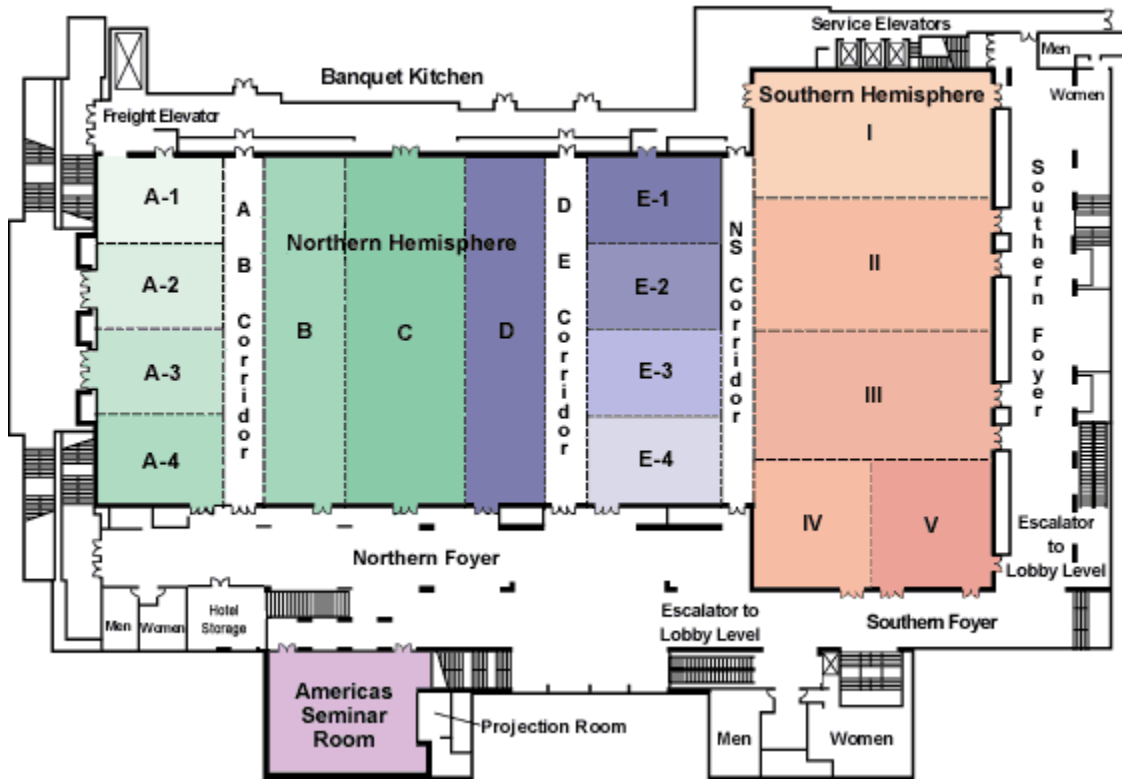 Service Elevators
Men
Banquet Kitchen
Southern Hemisphere
Women
Freight Elevator
I
A-1
A B Corridor
D E Corridor
E-1
NS Corridor
Southern Foyer
Northern Hemisphere
II
A-2
E-2
B
C
D
A-3
E-3
III
A-4
E-4
IV
V
Escalator
to
Lobby Level
Northern Foyer
Hotel
Storage
Men
Women
Escalator to
Lobby Level
Southern Foyer
Americas
Seminar
Room
Projection Room
Men
Women